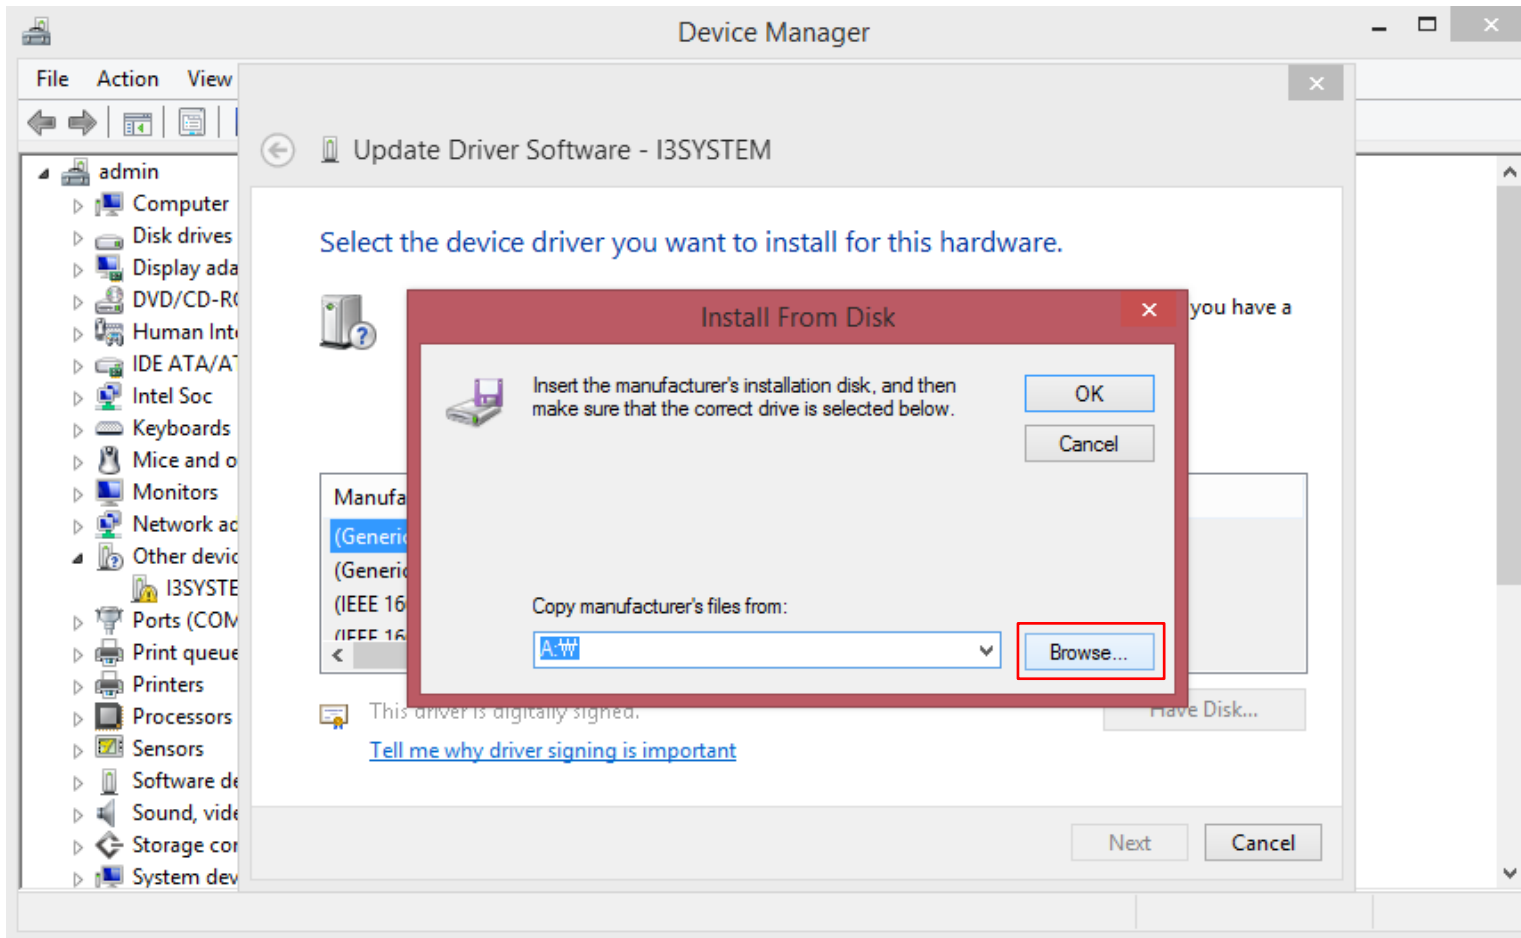 Device Manager
File Action View
Update Driver Software - I3SYSTEM
admin
Computer
Disk drives
Display ada
DVD/CD-R
Human Int
IDE ATA/A
Intel Soc
Keyboards
Mice and o
Monitors
Network ad
Other devic
I3SYSTE
Ports (COM
Print queue
Printers
Processors
Sensors
Software de
Sound, vide
Storage cor
System dev
Select the device driver you want to install for this hardware.
you have a
Install From Disk
Insert the manufacturer's installation disk, and then
make sure that the correct drive is selected below.
OK
Cancel
Manufa
(Generic
(Generic
(IEEE 16
(IEEE 16
Copy manufacturer's files from:
A:₩
Browse...
This driver is digitally signed.
Have Disk...
Tell me why driver signing is important
Next
Cancel